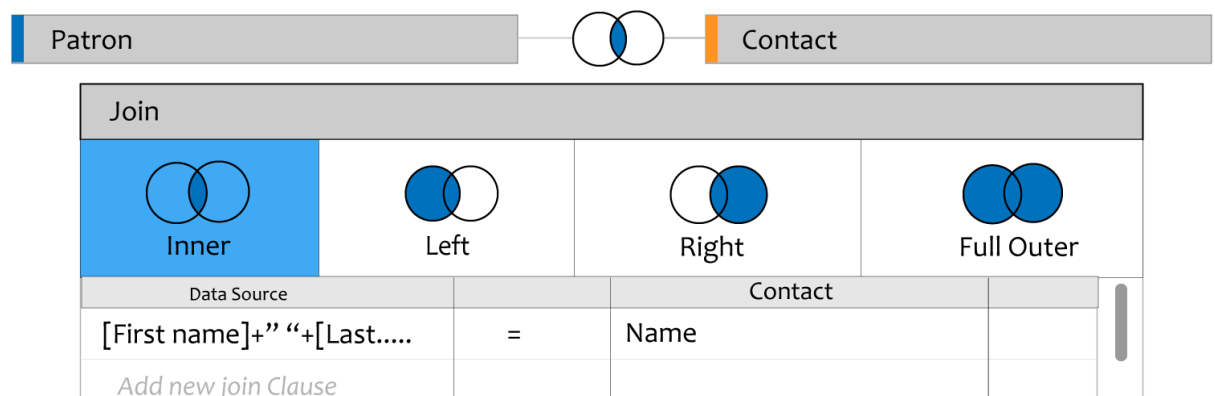 Patron
Contact
Join
Inner
Left
Right
Full Outer
Data Source
Contact
[First name]+” “+[Last.....
=
Name
Add new join Clause